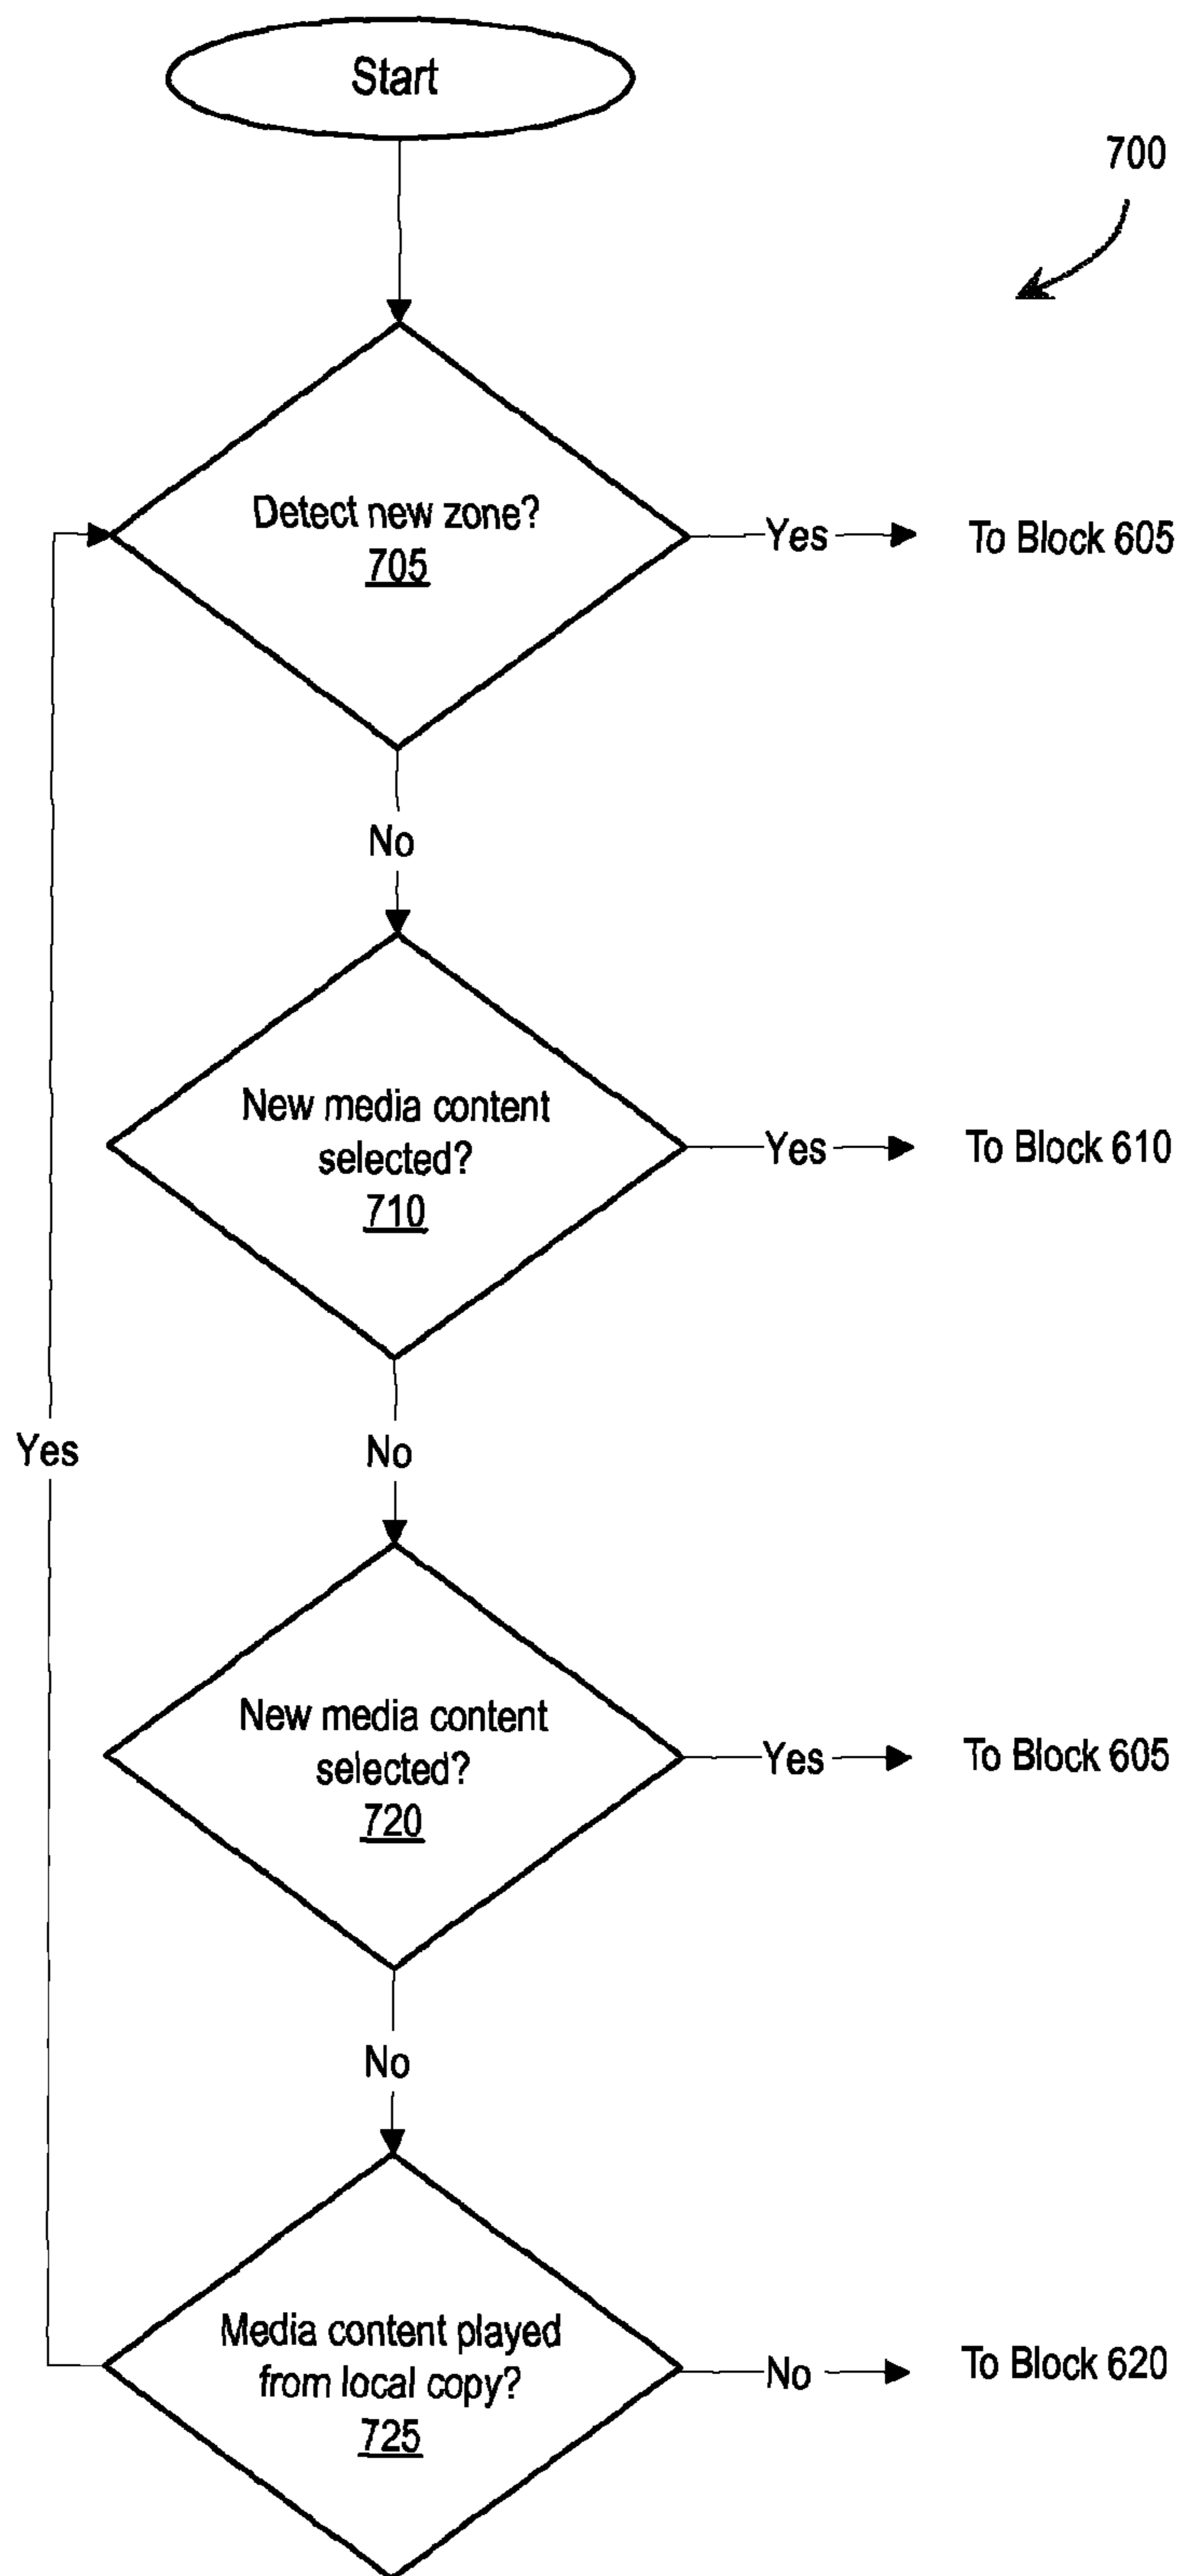 Start
700
Detect new zone?
705
Yes
To Block 605
No
New media content
selected?
710
Yes
To Block 610
Yes
No
New media content
selected?
720
Yes
To Block 605
No
Media content played
from local copy?
725
No
To Block 620